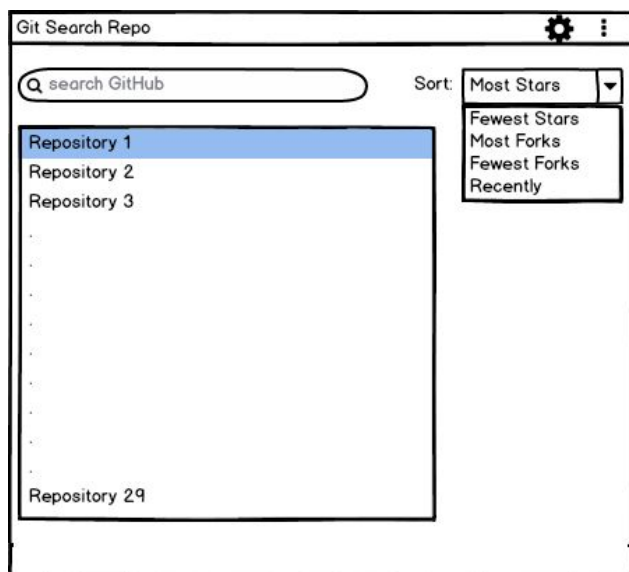 Git Search Repo
search GitHub
Sort: Most Stars
Fewest Stars
Most Forks
Fewest Forks
Recently
Repository 1
Repository 2
Repository 3
.
.
.
.
.
.
.
.
.
Repository 29